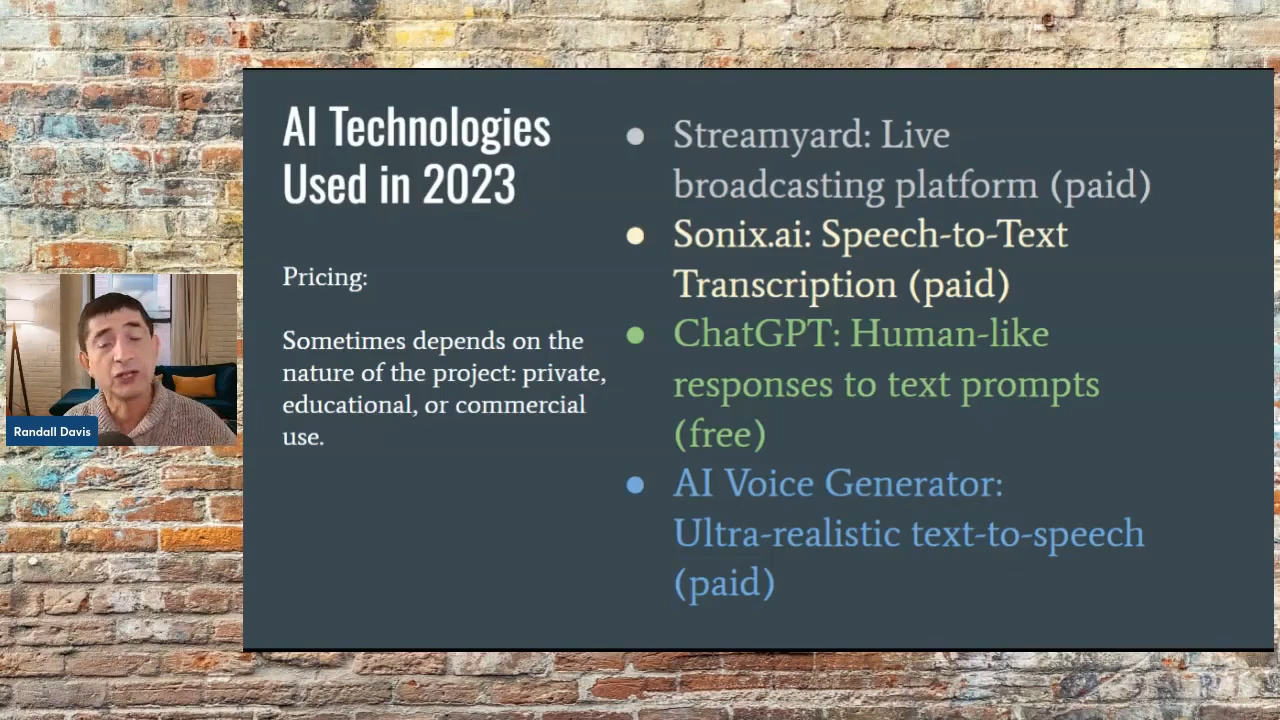 AI Technologies
Used in 2023
Pricing:
Sometimes depends on the
nature of the project: private,
educational, or commercial
use.
● Streamyard: Live
broadcasting platform (paid)
● Sonix.ai: Speech-to-Text
Transcription (paid)
● ChatGPT: Human-like
responses to text prompts
(free)
● AI Voice Generator:
Ultra-realistic text-to-speech
(paid)
Randall Davis